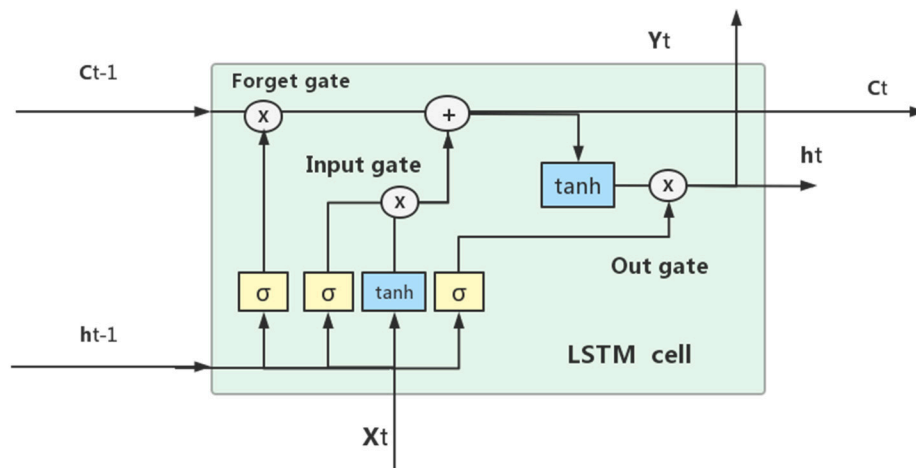 Yt
Ct-1
Forget gate
Ct
x
+
Input gate
ht
tanh
x
x
Out gate
σ
σ
tanh
σ
ht-1
LSTM cell
Xt